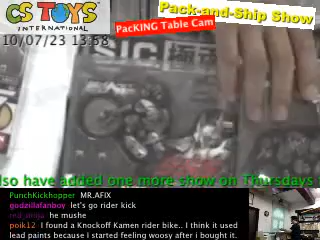 CS TOYS
INTERNATIONAL
Pack-and-Ship Show
PacKING Table Cam
10/07/23 13:58
SIC
lso have added one more show on Thursdays
PunchKickhopper MR.AFIX
godzillafanboy let's go rider kick
he mushe
poik12 I found a Knockoff Kamen rider bike.. I think it used
lead paints because I started feeling woosy after i bought it.